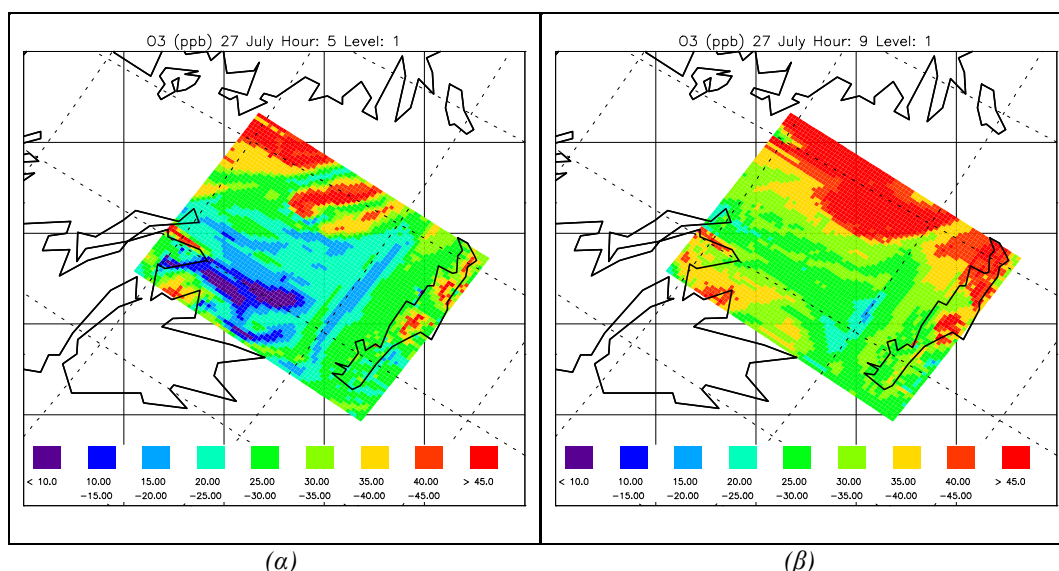 O3 (ppb) 27 July Hour: 5 Level: 1
< 10.0 10.00 15.00 20.00 25.00 30.00 35.00 40.00 > 45.0
-15.00 -20.00 -25.00 -30.00 -35.00 -40.00 -45.00
(α)
O3 (ppb) 27 July Hour: 9 Level: 1
< 10.0 10.00 15.00 20.00 25.00 30.00 35.00 40.00 > 45.0
-15.00 -20.00 -25.00 -30.00 -35.00 -40.00 -45.00
(β)